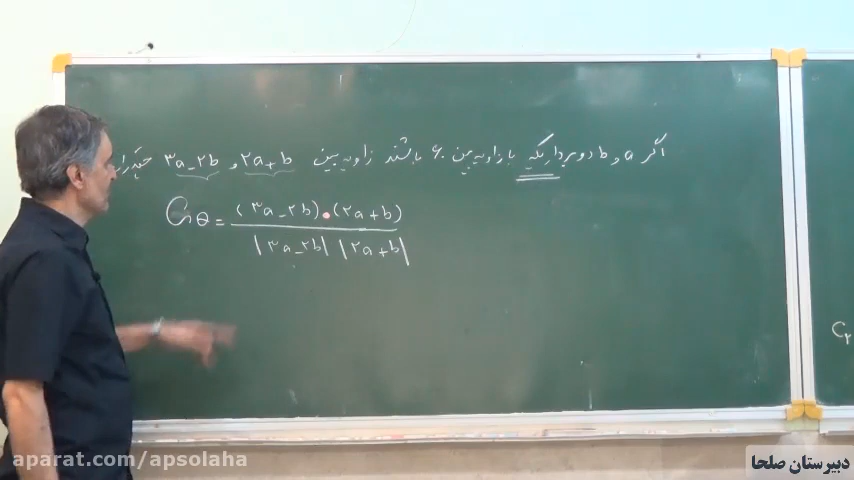 اگر a و b دو بردار یکه با زاویه بین ۶۰ باشند زاویه بین ۲a+b و ۳a-۲b
Cosθ = (۳a-۲b)•(۲a+b)
|۳a-۲b| |۲a+b|
C۲
aparat.com/apsolaha
دبیرستان صلحا